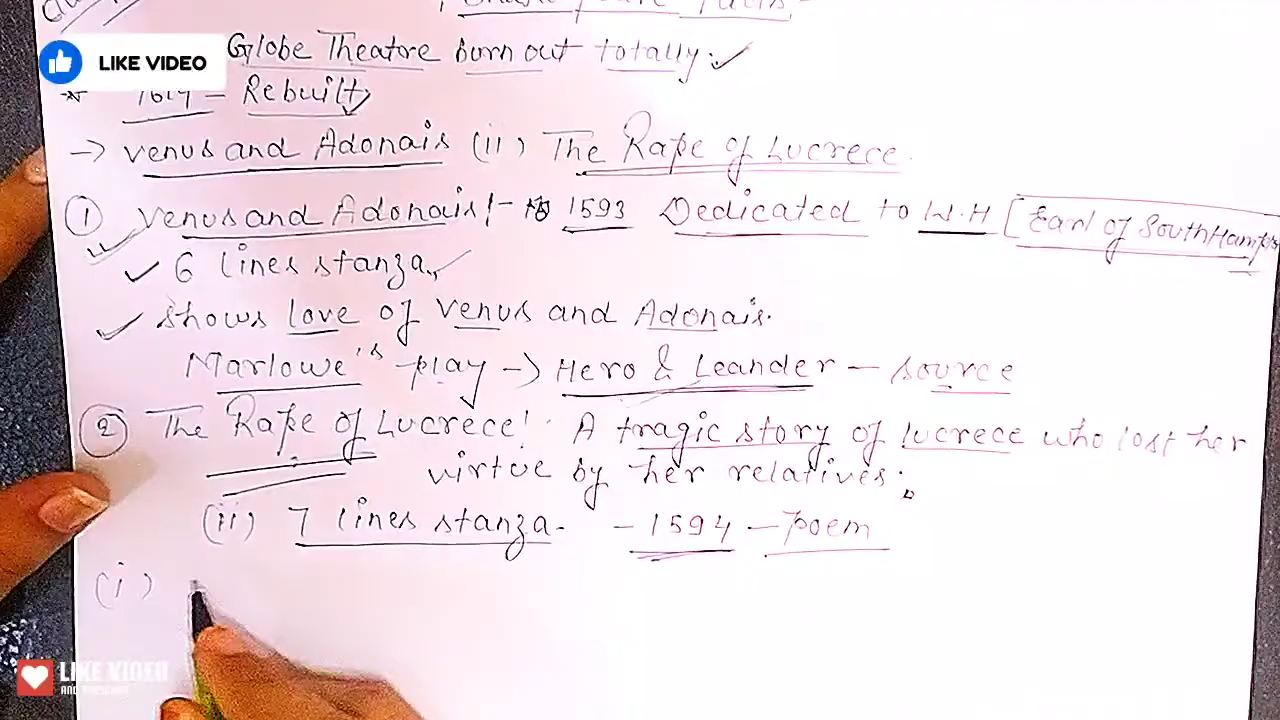 Globe Theatre burn out totally
LIKE VIDEO
1614 - Rebuilt
→ Venus and Adonais (ii) The Rape of Lucrece.
① Venus and Adonais!- 1593 Dedicated to W.H [Earl of SouthHampton
6 lines stanza.
shows love of Venus and Adonais.
Marlowe's play → Hero & Leander - source
② The Rape of Lucrece! A tragic story of Lucrece who lost her
virtue by her relatives.
(ii) 7 lines stanza. - 1594 - Poem
(i)
LIKE VIDEO